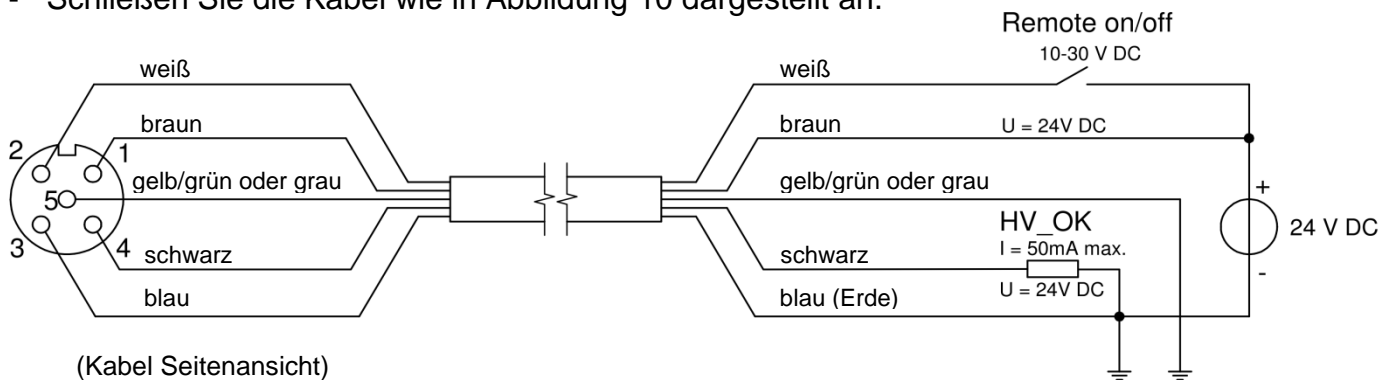 - Schließen Sie die Kabel wie in Abbildung 10 dargestellt an:
Remote on/off
10-30 V DC
weiß
weiß
braun
braun
U = 24V DC
2
1
gelb/grün oder grau
gelb/grün oder grau
5
+
24 V DC
-
HV_OK
I = 50mA max.
3
4
schwarz
schwarz
U = 24V DC
blau
blau (Erde)
(Kabel Seitenansicht)